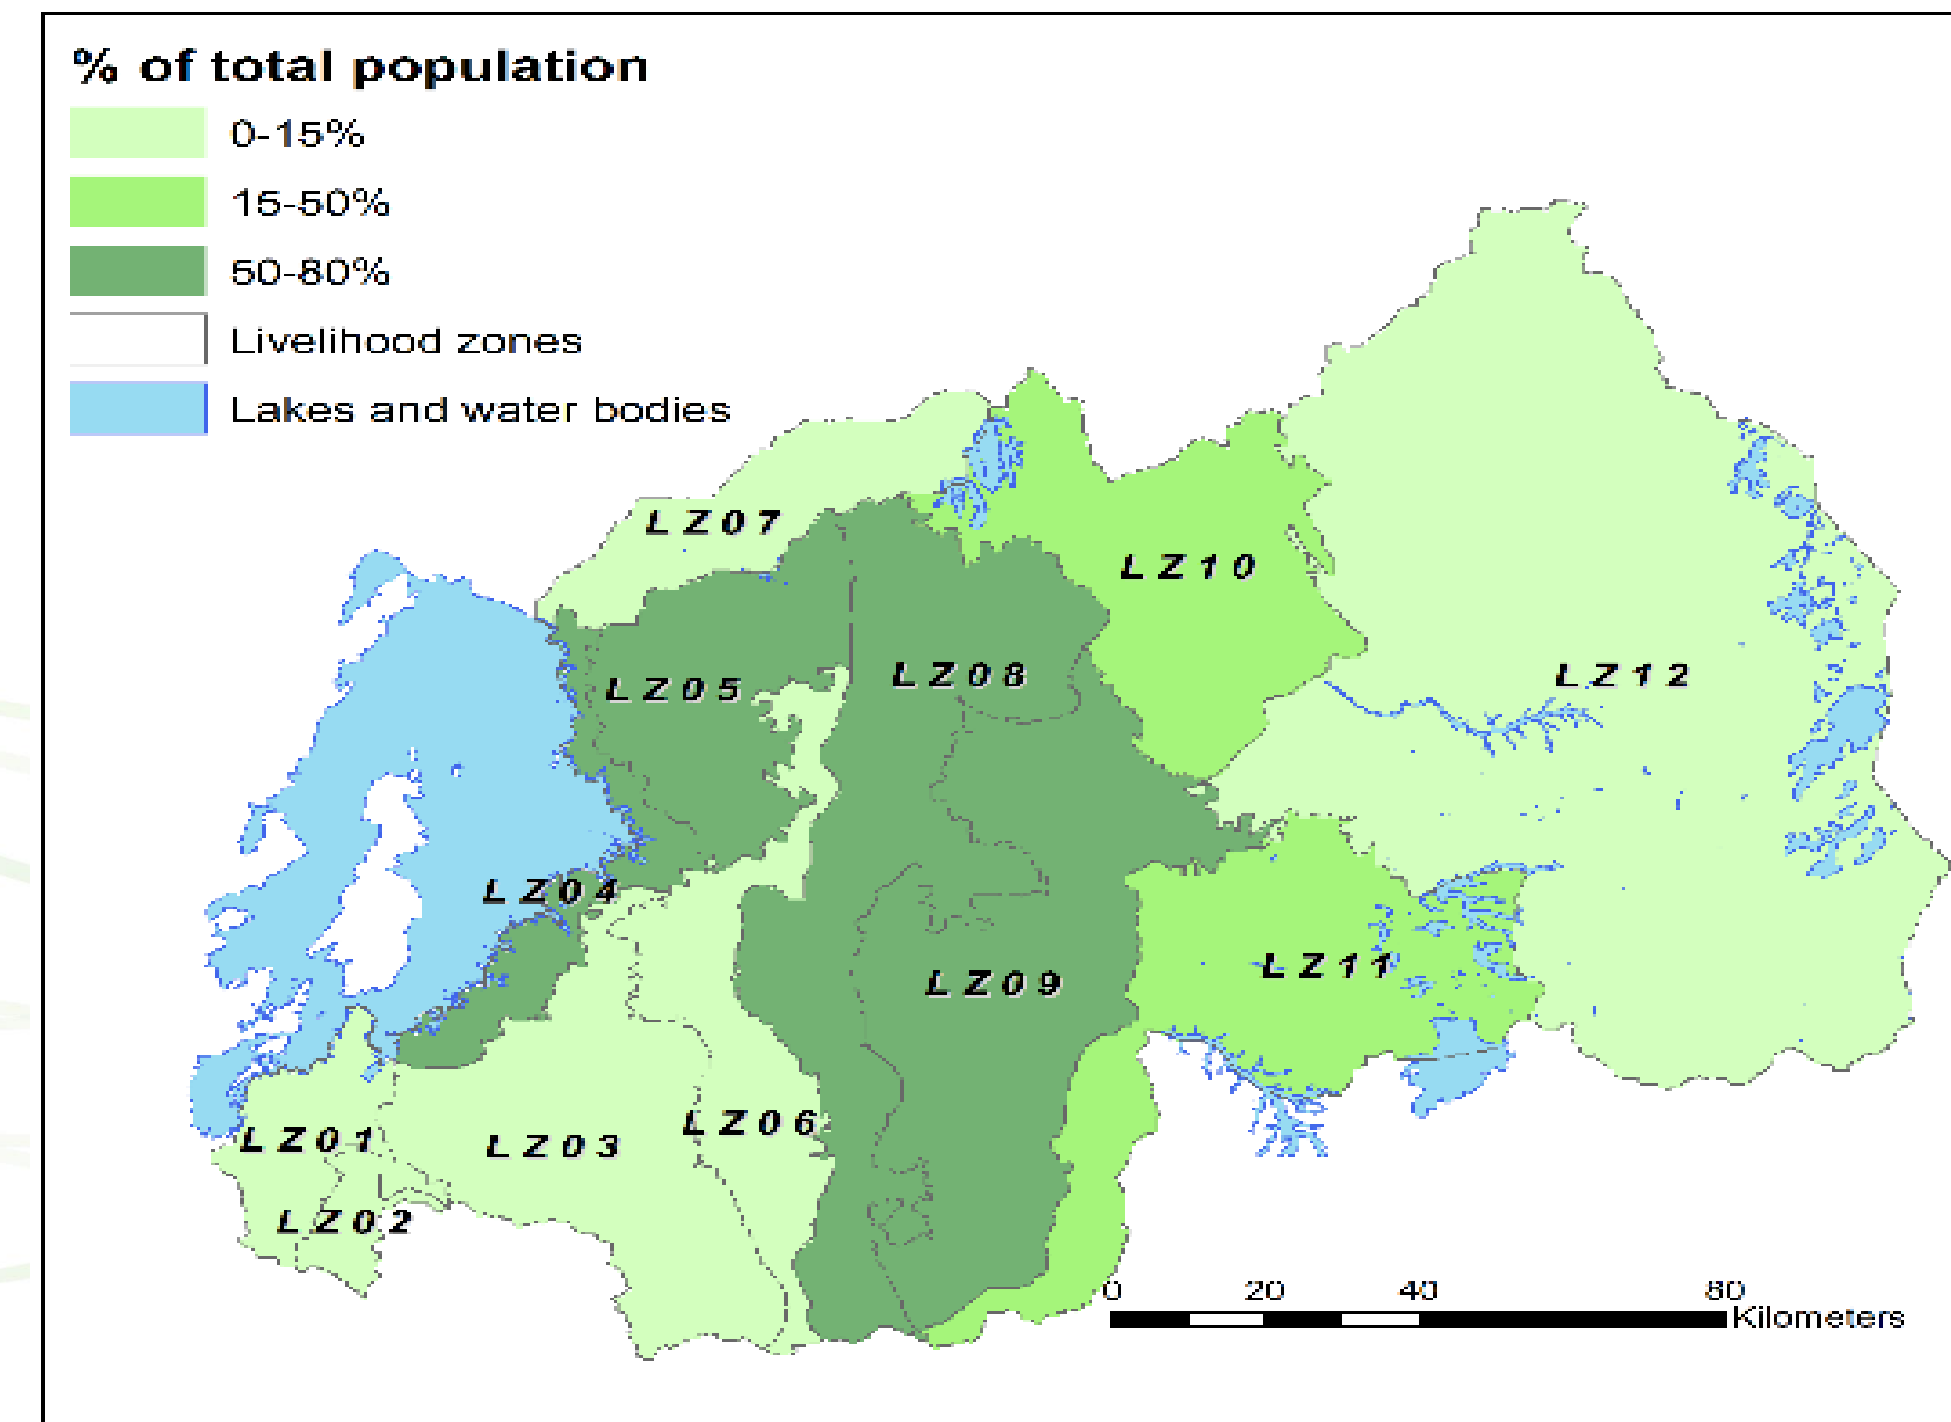 % of total population
0-15%
15-50%
50-80%
Livelihood zones
Lakes and water bodies
LZ07
LZ10
LZ05
LZ08
LZ12
LZ04
LZ11
LZ09
LZ01
LZ03
LZ06
LZ02
0 20 40 80
Kilometers